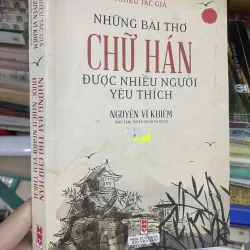 NHIỀU TÁC GIẢ
NHỮNG BÀI THƠ
CHỮ HÁN
ĐƯỢC NHIỀU NGƯỜI
YÊU THÍCH
NGUYỄN VĨ KHIÊM
NHỮNG BÀI THƠ CHỮ HÁN
ĐƯỢC NHIỀU NGƯỜI YÊU THÍCH